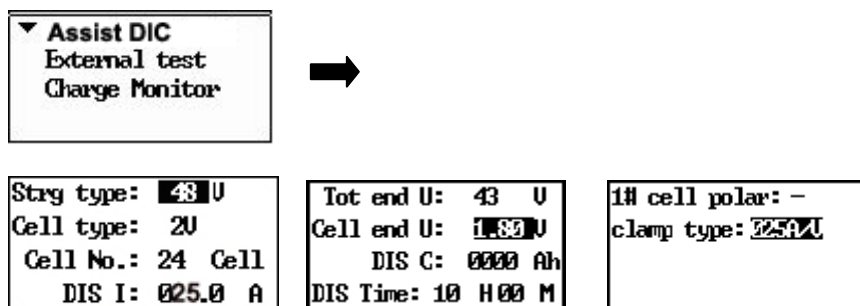 ▼ Assist DIC
External test
Charge Monitor
Strg type: 48 V
Cell type: 2V
Cell No.: 24 Cell
DIS I: 025.0 A
Tot end U: 43 V
Cell end U: 1.80 V
DIS C: 0000 Ah
DIS Time: 10 H 00 M
1# cell polar: -
clamp type: 025A/V